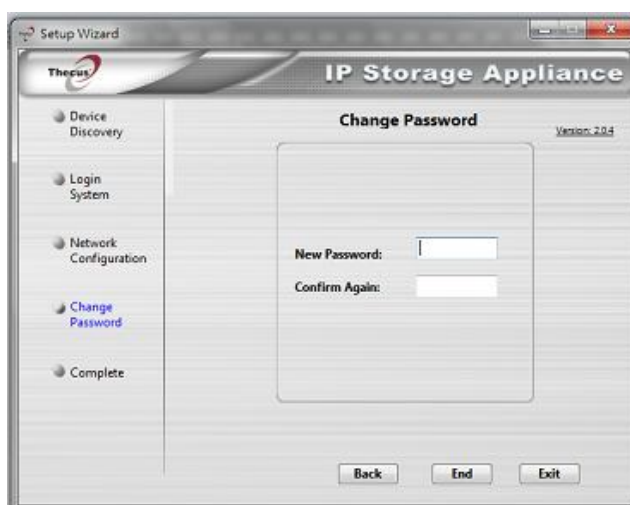 Setup Wizard
Thecus
IP Storage Appliance
Device
Discovery
Login
System
Network
Configuration
Change
Password
Complete
Change Password
Version: 2.0.4
New Password:
Confirm Again:
Back
End
Exit